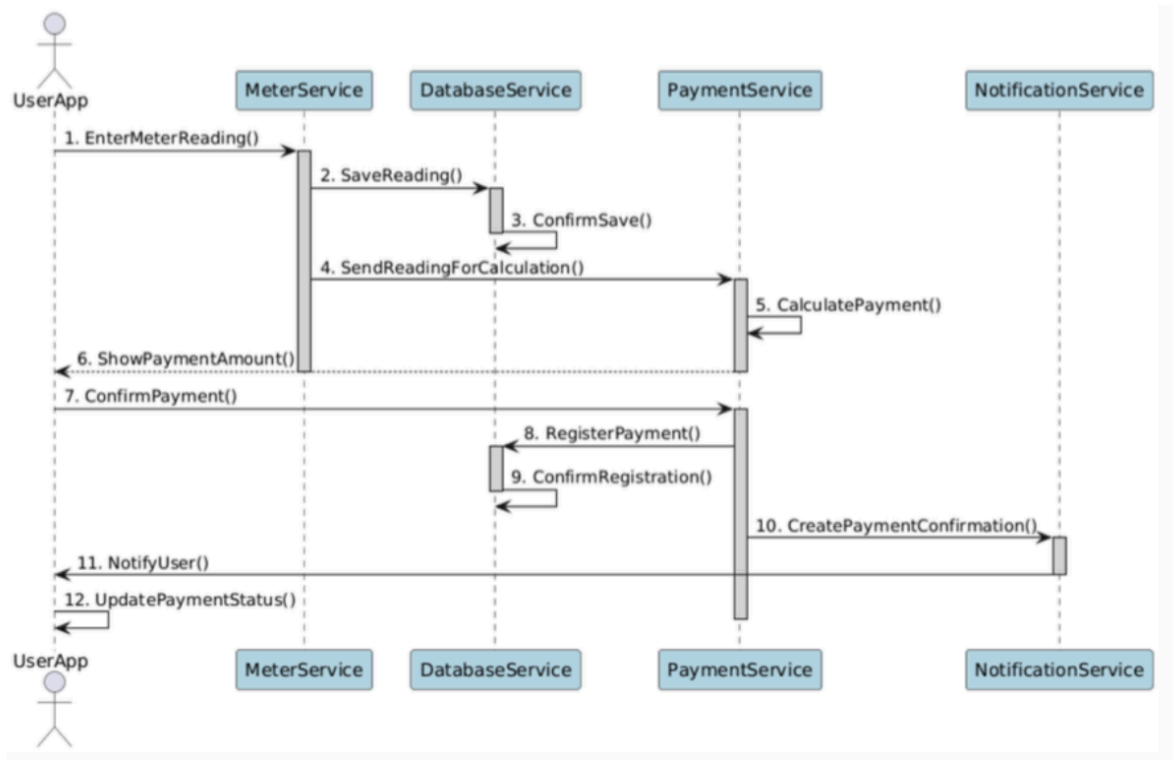 UserApp
MeterService
DatabaseService
PaymentService
NotificationService
1. EnterMeterReading()
2. SaveReading()
3. ConfirmSave()
4. SendReadingForCalculation()
5. CalculatePayment()
6. ShowPaymentAmount()
7. ConfirmPayment()
8. RegisterPayment()
9. ConfirmRegistration()
10. CreatePaymentConfirmation()
11. NotifyUser()
12. UpdatePaymentStatus()
UserApp
MeterService
DatabaseService
PaymentService
NotificationService